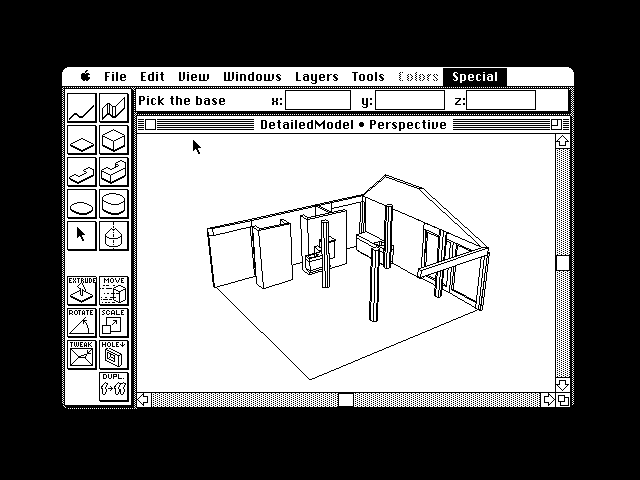 File Edit View Windows Layers Tools Colors Special
Pick the base x: y: z:
DetailedModel • Perspective
EXTRUDE MOVE
ROTATE SCALE
TWEAK HOLE↓
DUPL.